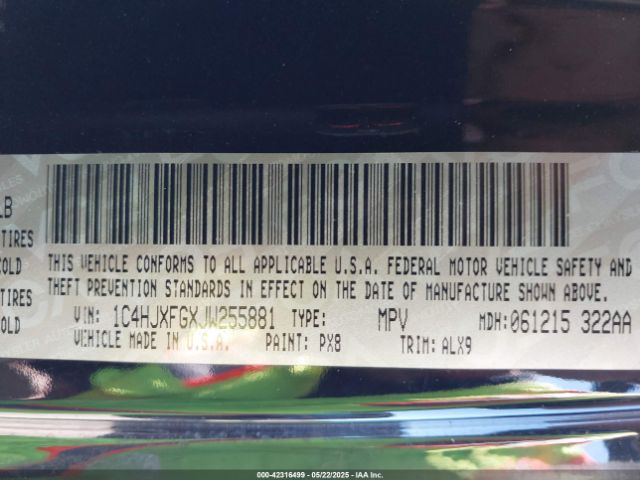 LB
TIRES
COLD
TIRES
COLD
THIS VEHICLE CONFORMS TO ALL APPLICABLE U.S.A. FEDERAL MOTOR VEHICLE SAFETY AND
THEFT PREVENTION STANDARDS IN EFFECT ON THE DATE OF MANUFACTURE SHOWN ABOVE.
VIN: 1C4HJXFGXJW255881 TYPE: MPV MDH:061215 322AA
VEHICLE MADE IN U.S.A. PAINT: PX8 TRIM: ALX9
000-42316499 - 05/22/2025 - IAA Inc.